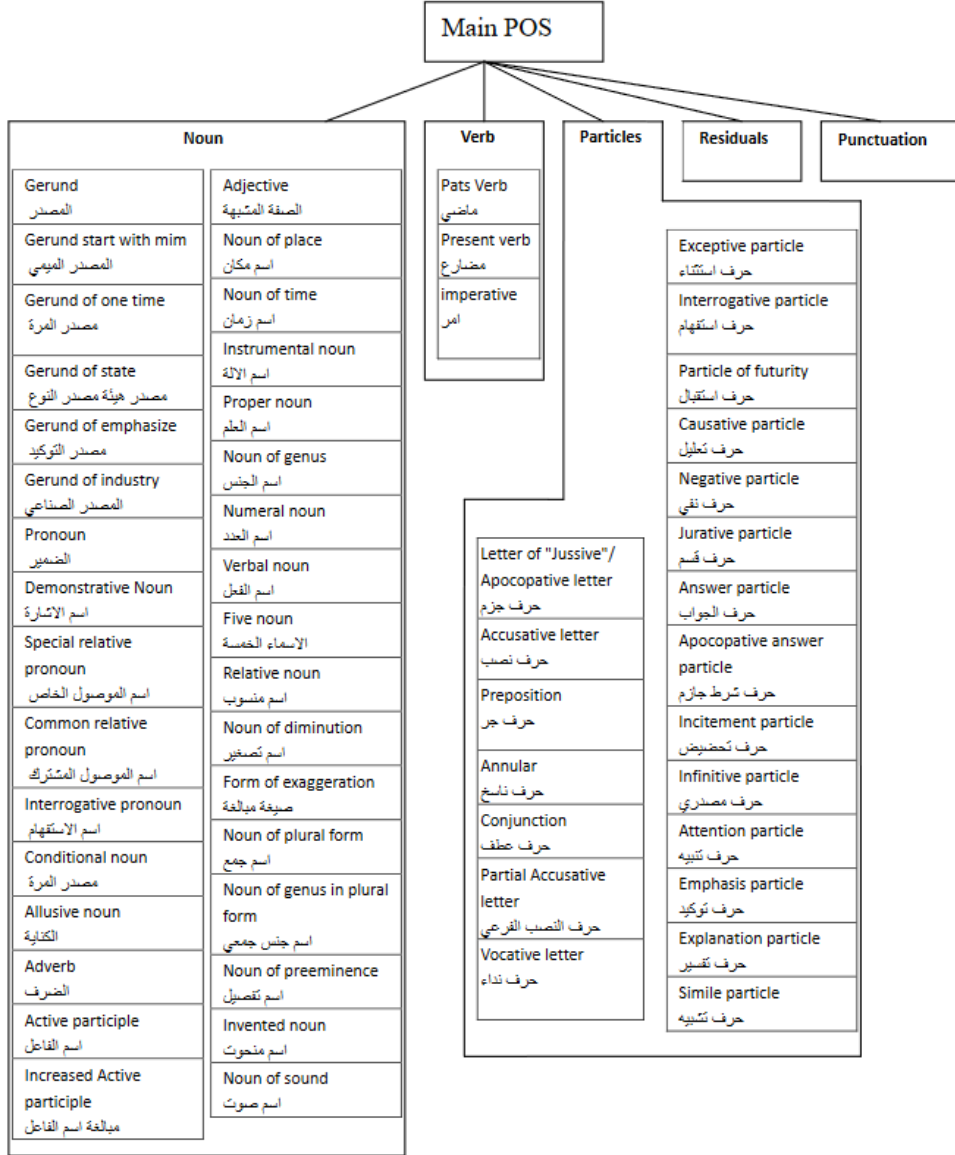 Main POS
Noun
Gerund
المصدر
Gerund start with mim
المصدر الميمي
Gerund of one time
مصدر المرة
Gerund of state
مصدر هيئة مصدر النوع
Gerund of emphasize
مصدر التوكيد
Gerund of industry
المصدر الصناعي
Pronoun
الضمير
Demonstrative Noun
اسم الاشارة
Special relative
pronoun
اسم الموصول الخاص
Common relative
pronoun
اسم الموصول المشترك
Interrogative pronoun
اسم الاستفهام
Conditional noun
مصدر المرة
Allusive noun
الكناية
Adverb
الضرف
Active participle
اسم الفاعل
Increased Active
participle
مبالغة اسم الفاعل
Adjective
الصفة المشبهة
Noun of place
اسم مكان
Noun of time
اسم زمان
Instrumental noun
اسم الالة
Proper noun
اسم العلم
Noun of genus
اسم الجنس
Numeral noun
اسم العدد
Verbal noun
اسم الفعل
Five noun
الاسماء الخمسة
Relative noun
اسم منسوب
Noun of diminution
اسم تصغير
Form of exaggeration
صيغة مبالغة
Noun of plural form
اسم جمع
Noun of genus in plural
form
اسم جنس جمعي
Noun of preeminence
اسم تفصيل
Invented noun
اسم منحوت
Noun of sound
اسم صوت
Verb
Pats Verb
ماضي
Present verb
مضارع
imperative
امر
Particles
Letter of "Jussive"/
Apocopative letter
حرف جزم
Accusative letter
حرف نصب
Preposition
حرف جر
Annular
حرف ناسخ
Conjunction
حرف عطف
Partial Accusative
letter
حرف النصب الفرعي
Vocative letter
حرف نداء
Exceptive particle
حرف استثناء
Interrogative particle
حرف استفهام
Particle of futurity
حرف استقبال
Causative particle
حرف تعليل
Negative particle
حرف نفي
Jurative particle
حرف قسم
Answer particle
حرف الجواب
Apocopative answer
particle
حرف شرط جازم
Incitement particle
حرف تحضيض
Infinitive particle
حرف مصدري
Attention particle
حرف تنبيه
Emphasis particle
حرف توكيد
Explanation particle
حرف تفسير
Simile particle
حرف تشبيه
Residuals
Punctuation